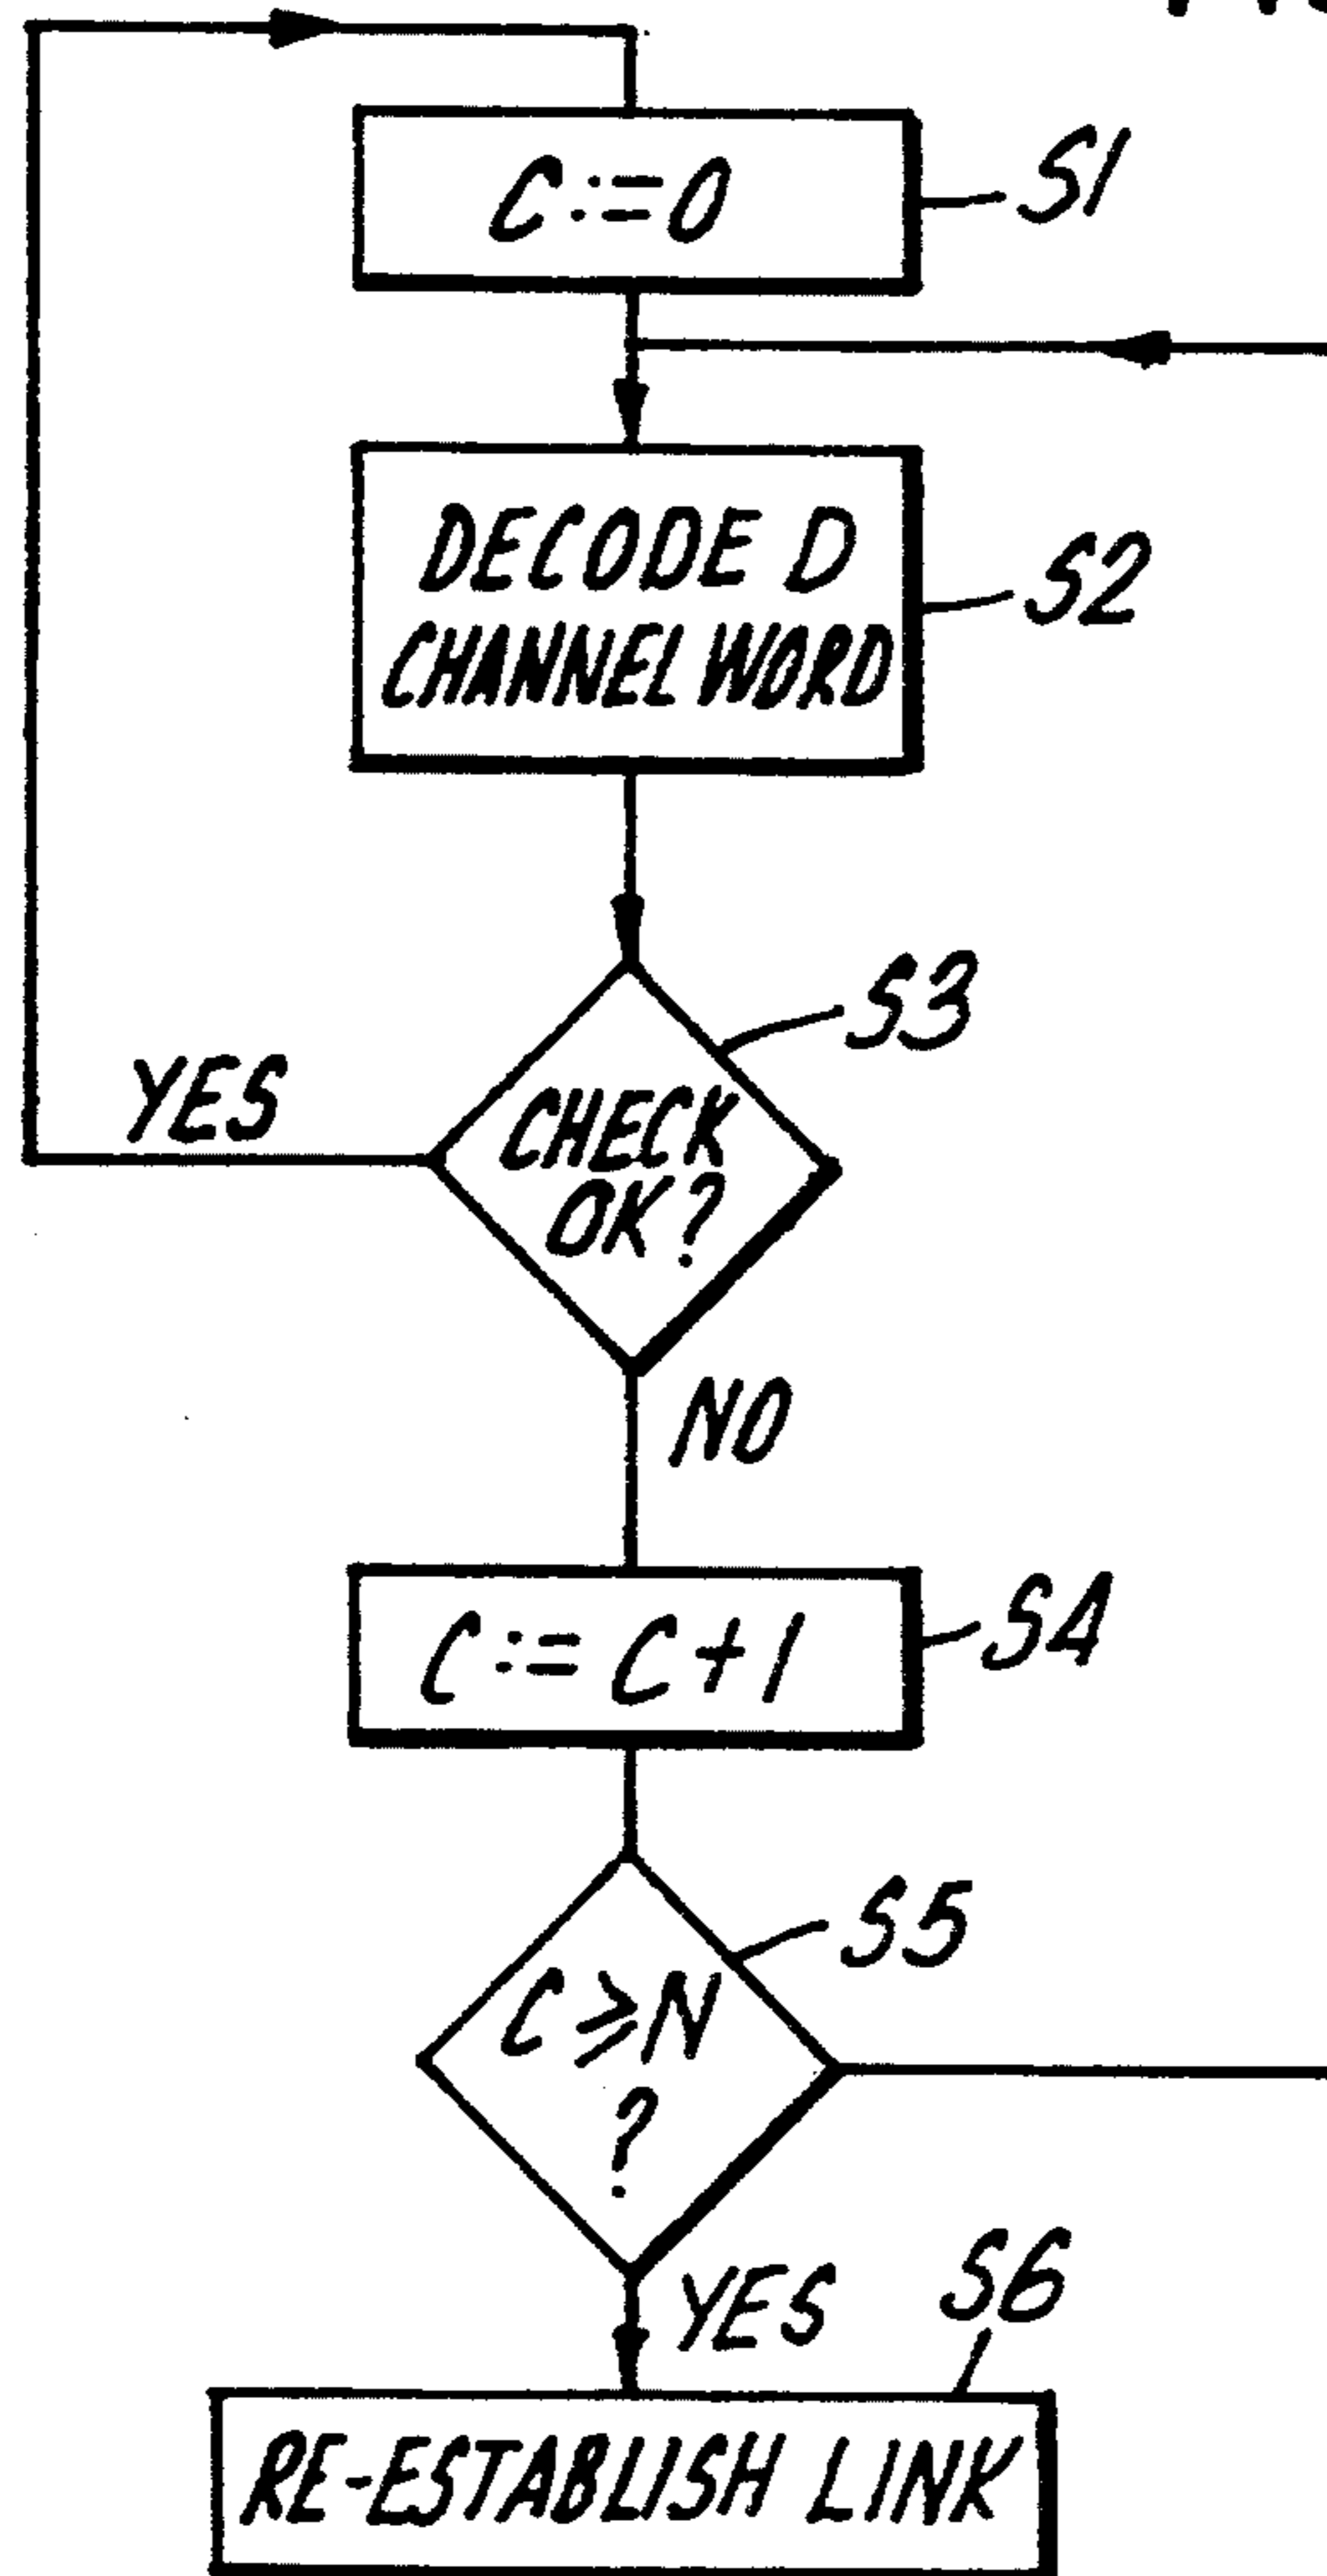 C:=0
S1
DECODE D
CHANNEL WORD
S2
S3
CHECK
OK?
YES
NO
C:=C+1
S4
S5
C⩾N
?
YES
S6
RE-ESTABLISH LINK